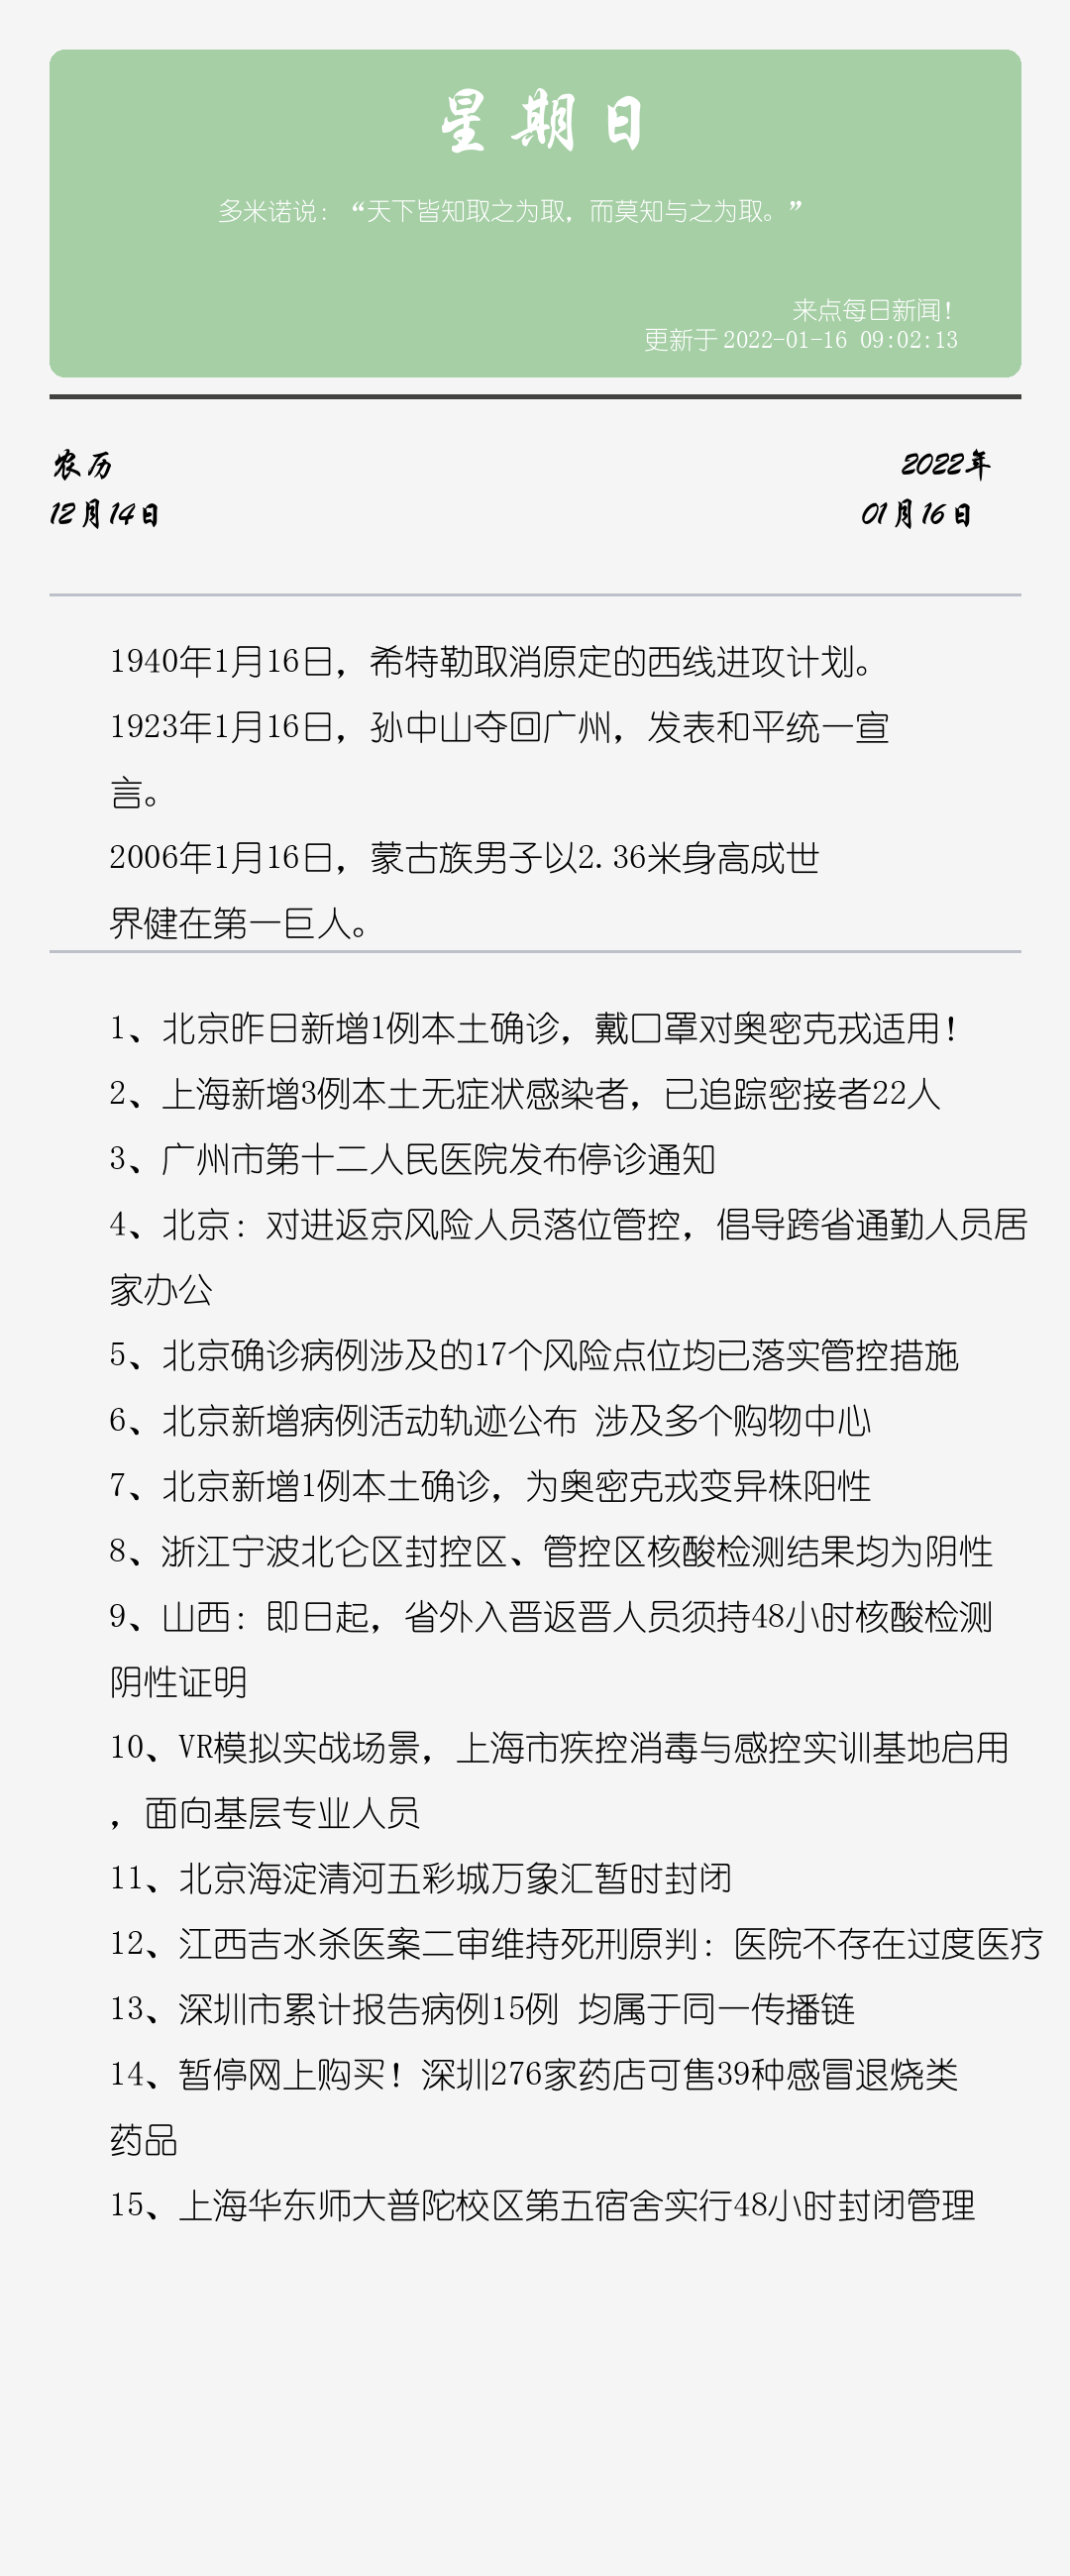 星期日
多米诺说：“天下皆知取之为取，而莫知与之为取。”
来点每日新闻！
更新于2022-01-16 09:02:13
农历
2022年
12月14日
01月16日
1940年1月16日，希特勒取消原定的西线进攻计划。
1923年1月16日，孙中山夺回广州，发表和平统一宣
言。
2006年1月16日，蒙古族男子以2.36米身高成世
界健在第一巨人。
1、北京昨日新增1例本土确诊，戴口罩对奥密克戎适用！
2、上海新增3例本土无症状感染者，已追踪密接者22人
3、广州市第十二人民医院发布停诊通知
4、北京：对进返京风险人员落位管控，倡导跨省通勤人员居
家办公
5、北京确诊病例涉及的17个风险点位均已落实管控措施
6、北京新增病例活动轨迹公布 涉及多个购物中心
7、北京新增1例本土确诊，为奥密克戎变异株阳性
8、浙江宁波北仑区封控区、管控区核酸检测结果均为阴性
9、山西：即日起，省外入晋返晋人员须持48小时核酸检测
阴性证明
10、VR模拟实战场景，上海市疾控消毒与感控实训基地启用
，面向基层专业人员
11、北京海淀清河五彩城万象汇暂时封闭
12、江西吉水杀医案二审维持死刑原判：医院不存在过度医疗
13、深圳市累计报告病例15例 均属于同一传播链
14、暂停网上购买！深圳276家药店可售39种感冒退烧类
药品
15、上海华东师大普陀校区第五宿舍实行48小时封闭管理